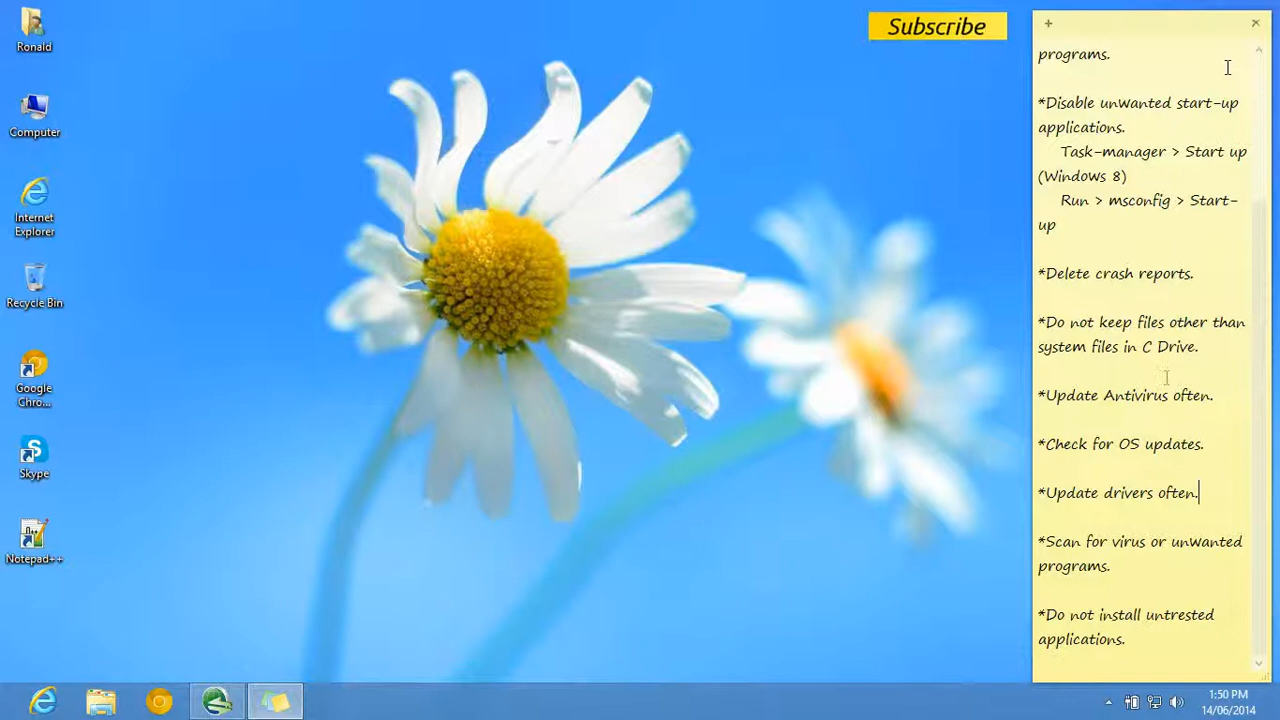 Subscribe
Ronald
Computer
Internet
Explorer
Recycle Bin
Google
Chro...
Skype
Notepad++
programs.
*Disable unwanted start-up
applications.
Task-manager > Start up
(Windows 8)
Run > msconfig > Start-
up
*Delete crash reports.
*Do not keep files other than
system files in C Drive.
*Update Antivirus often.
*Check for OS updates.
*Update drivers often.
*Scan for virus or unwanted
programs.
*Do not install untrested
applications.
1:50 PM
14/06/2014